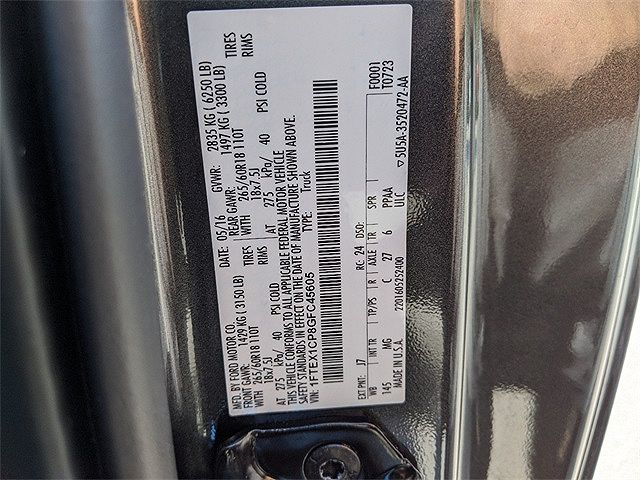 MFD. BY FORD MOTOR CO.
DATE: 05/16 GVWR: 2835 KG ( 6250 LB)
FRONT GAWR: 1429 KG (3150 LB) REAR GAWR: 1497 KG ( 3300 LB)
WITH 265/60R18 110T TIRES WITH 265/60R18 110T TIRES
18x7.5J RIMS 18x7.5J RIMS
AT 275 kPa/ 40 PSI COLD AT 275 kPa/ 40 PSI COLD
THIS VEHICLE CONFORMS TO ALL APPLICABLE FEDERAL MOTOR VEHICLE
SAFETY STANDARDS IN EFFECT ON THE DATE OF MANUFACTURE SHOWN ABOVE.
VIN: 1FTEX1CP8GFC45605 TYPE: Truck
F0001
T0723
EXT PNT: J7 RC: 24 DSO:
WB INT TR TP/PS R AXLE TR SPR
145 MG C 27 6 PPAA
ULC
MADE IN U.S.A. 2201605252400
▽5U5A-3520472-AA